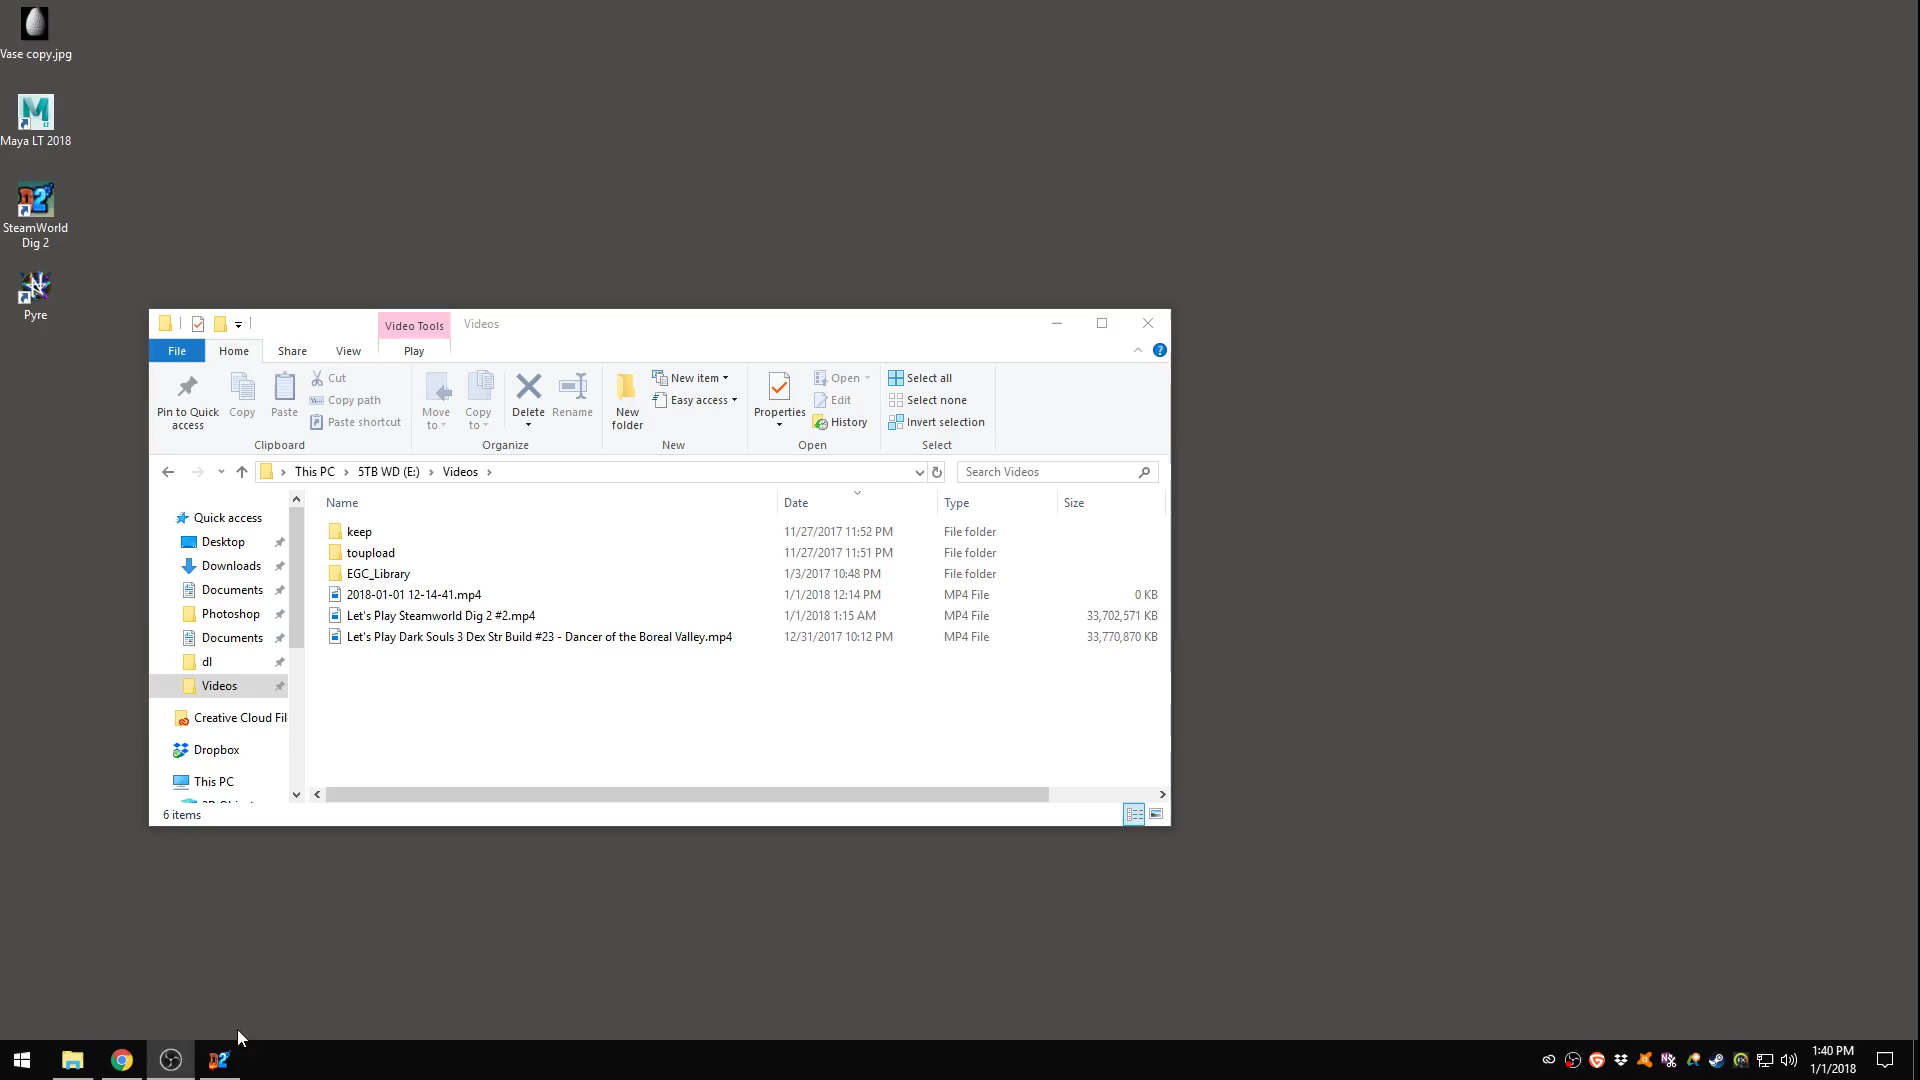 Vase copy.jpg
Maya LT 2018
SteamWorld
Dig 2
Pyre
Video Tools
Videos
File
Home
Share
View
Play
Pin to Quick
access
Copy
Paste
Cut
Copy path
Paste shortcut
Clipboard
Move
to
Copy
to
Delete
Rename
Organize
New
folder
New item
Easy access
New
Properties
Open
Edit
History
Open
Select all
Select none
Invert selection
Select
This PC
5TB WD (E:)
Videos
Search Videos
Name
Date
Type
Size
Quick access
Desktop
Downloads
Documents
Photoshop
Documents
dl
Videos
Creative Cloud Fil
Dropbox
This PC
keep 11/27/2017 11:52 PM File folder
toupload 11/27/2017 11:51 PM File folder
EGC_Library 1/3/2017 10:48 PM File folder
2018-01-01 12-14-41.mp4 1/1/2018 12:14 PM MP4 File 0 KB
Let's Play Steamworld Dig 2 #2.mp4 1/1/2018 1:15 AM MP4 File 33,702,571 KB
Let's Play Dark Souls 3 Dex Str Build #23 - Dancer of the Boreal Valley.mp4 12/31/2017 10:12 PM MP4 File 33,770,870 KB
6 items
1:40 PM
1/1/2018